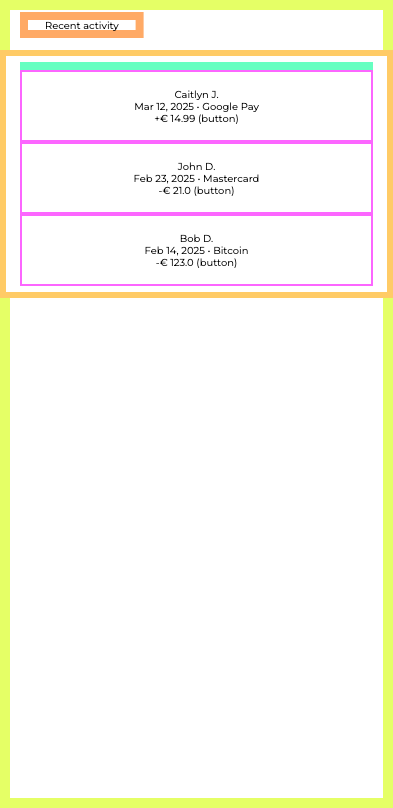 Recent activity
Caitlyn J.
Mar 12, 2025 • Google Pay
+€ 14.99 (button)
John D.
Feb 23, 2025 • Mastercard
-€ 21.0 (button)
Bob D.
Feb 14, 2025 • Bitcoin
-€ 123.0 (button)